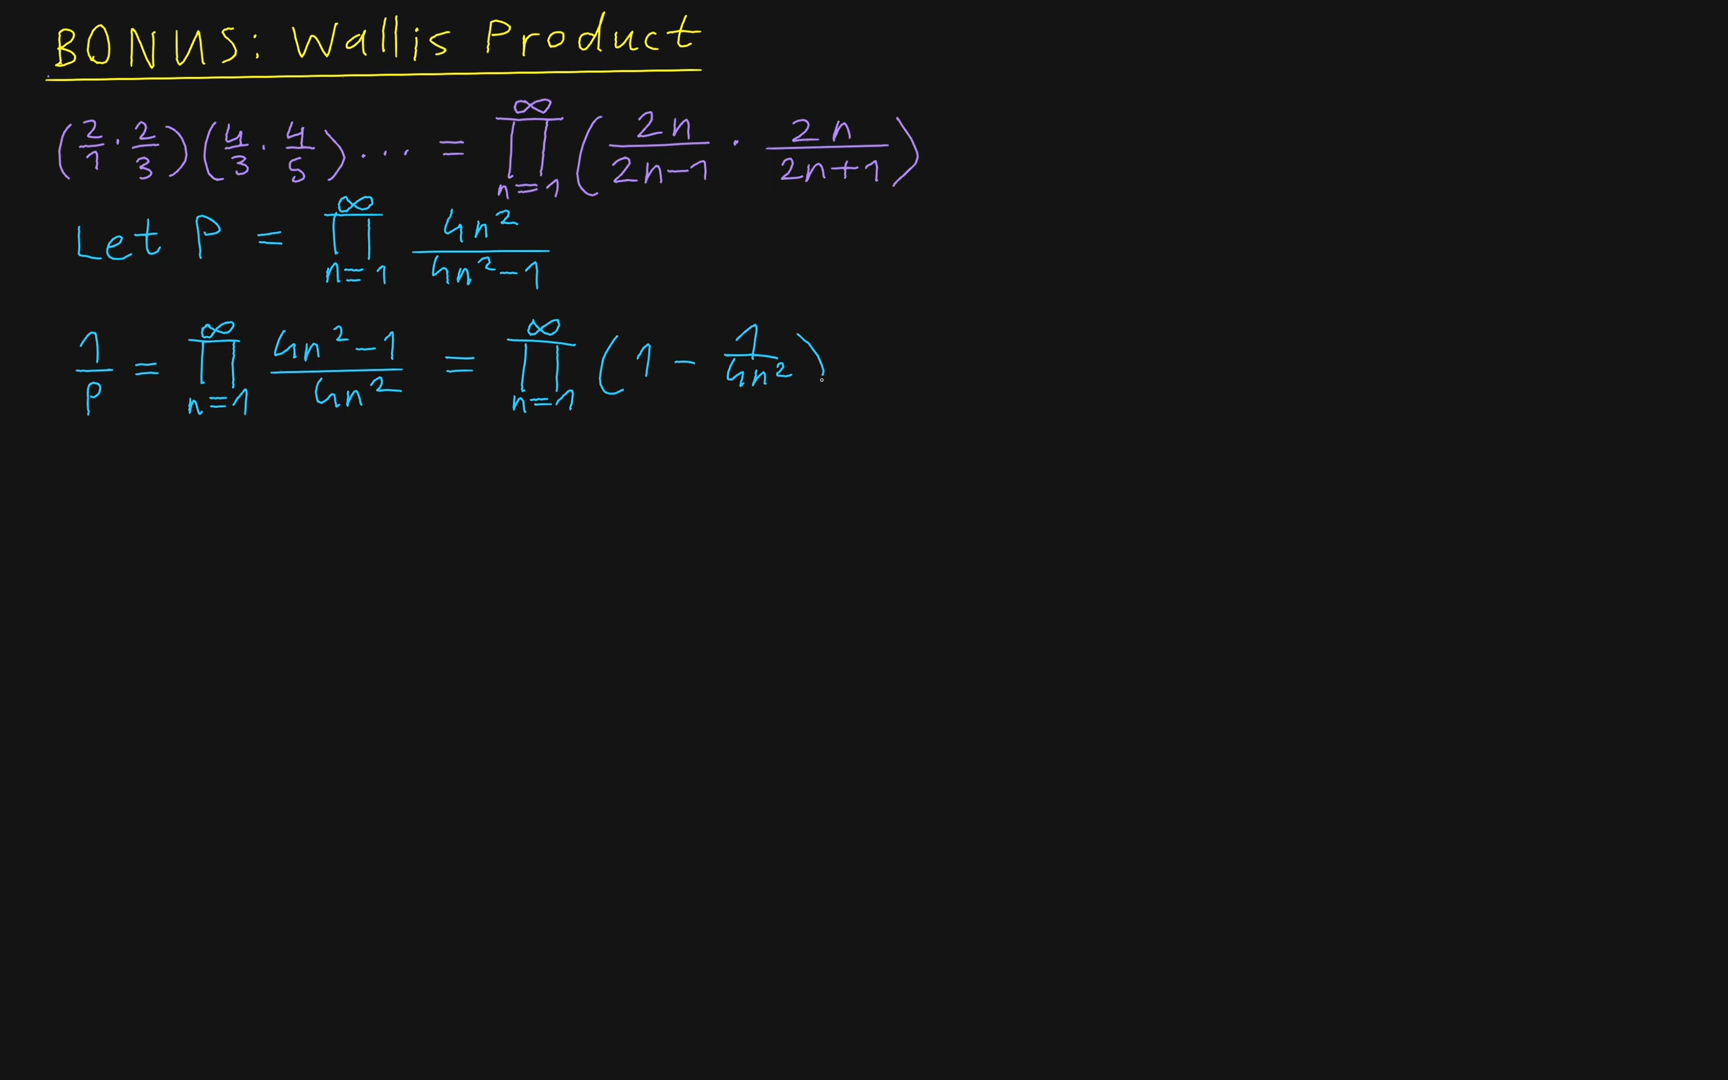 BONUS: Wallis Product
(2/1 · 2/3)(4/3 · 4/5) ... = ∏_{n=1}^{∞} (2n/(2n-1) · 2n/(2n+1))
Let P = ∏_{n=1}^{∞} 4n²/(4n²-1)
1/P = ∏_{n=1}^{∞} (4n²-1)/4n² = ∏_{n=1}^{∞} (1 - 1/4n²)